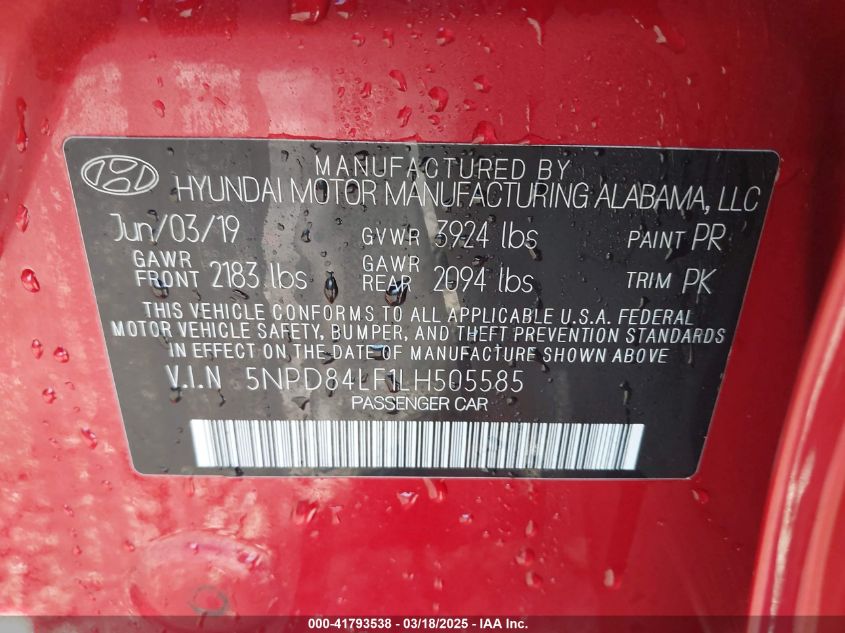 MANUFACTURED BY
HYUNDAI MOTOR MANUFACTURING ALABAMA, LLC
Jun/03/19 GVWR 3924 lbs PAINT PR
GAWR FRONT 2183 lbs GAWR REAR 2094 lbs TRIM PK
THIS VEHICLE CONFORMS TO ALL APPLICABLE U.S.A. FEDERAL
MOTOR VEHICLE SAFETY, BUMPER, AND THEFT PREVENTION STANDARDS
IN EFFECT ON THE DATE OF MANUFACTURE SHOWN ABOVE
V.I.N 5NPD84LF1LH505585
PASSENGER CAR
000-41793538 - 03/18/2025 - IAA Inc.